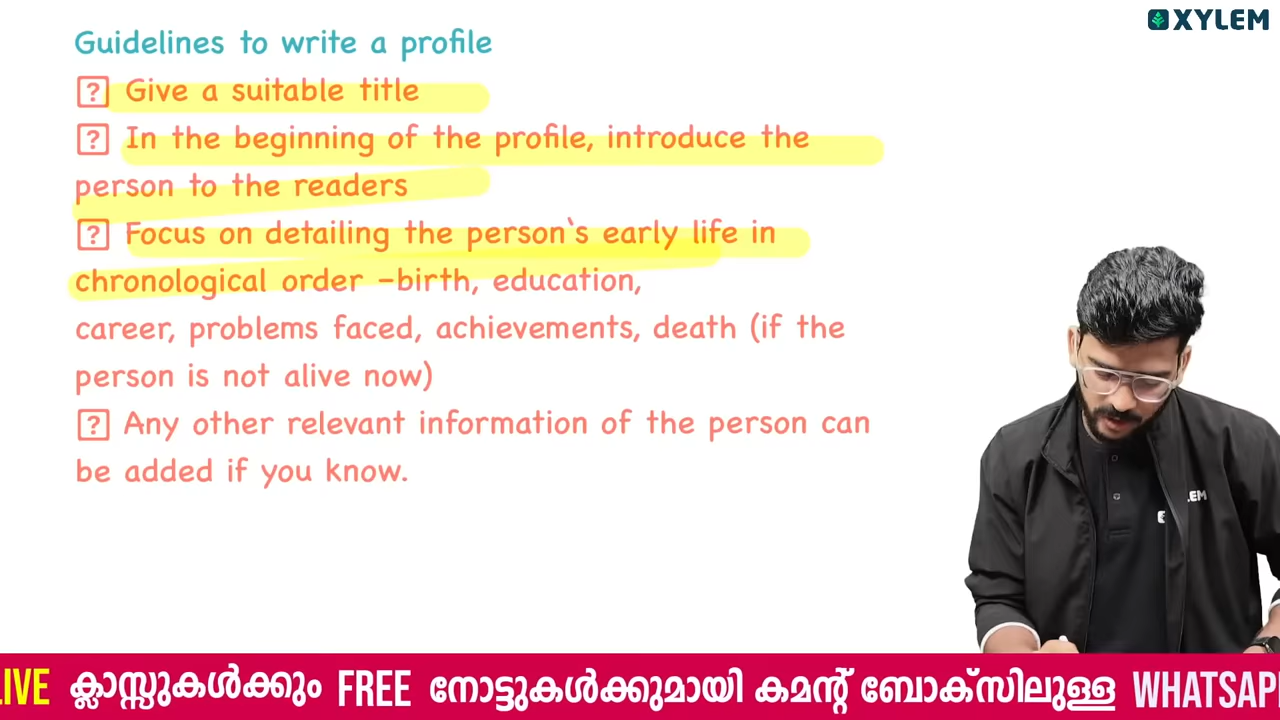 XYLEM
Guidelines to write a profile
? Give a suitable title
? In the beginning of the profile, introduce the
person to the readers
? Focus on detailing the person`s early life in
chronological order –birth, education,
career, problems faced, achievements, death (if the
person is not alive now)
? Any other relevant information of the person can
be added if you know.
LEM
LIVE ക്ലാസ്സുകൾക്കും FREE നോട്ടുകൾക്കുമായി കമന്റ് ബോക്സിലുള്ള WHATSAPP